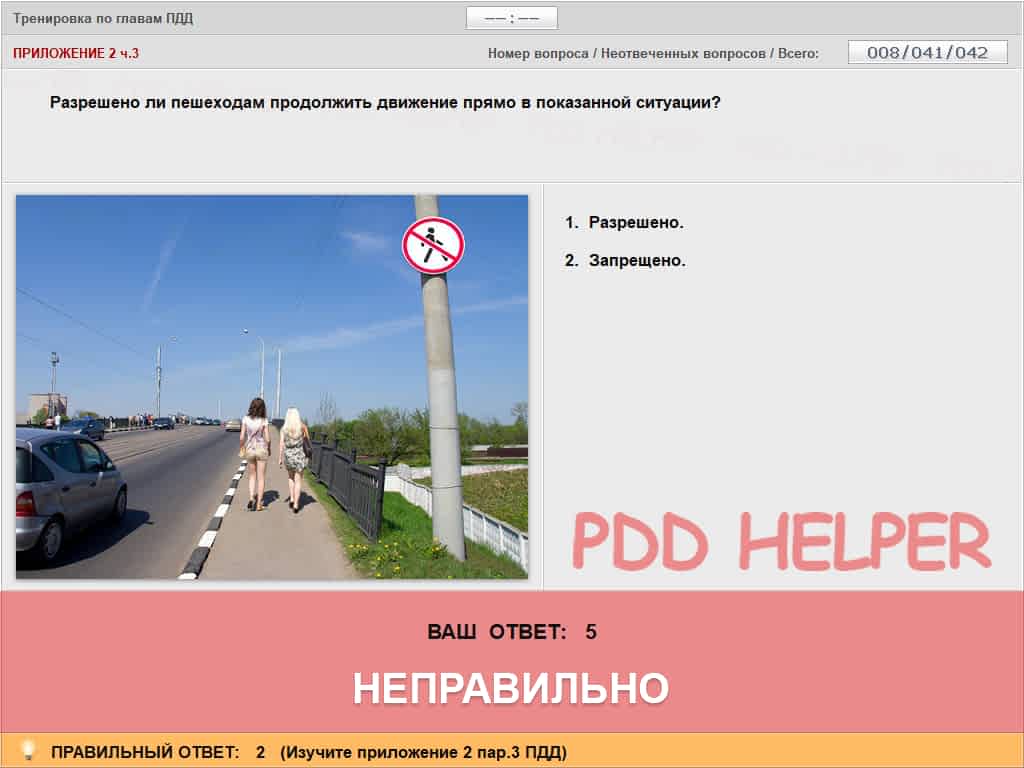 Тренировка по главам ПДД
—— : ——
ПРИЛОЖЕНИЕ 2 ч.3
Номер вопроса / Неотвеченных вопросов / Всего:
008/041/042
Разрешено ли пешеходам продолжить движение прямо в показанной ситуации?
1. Разрешено.
2. Запрещено.
PDD HELPER
ВАШ ОТВЕТ: 5
НЕПРАВИЛЬНО
ПРАВИЛЬНЫЙ ОТВЕТ: 2 (Изучите приложение 2 пар.3 ПДД)